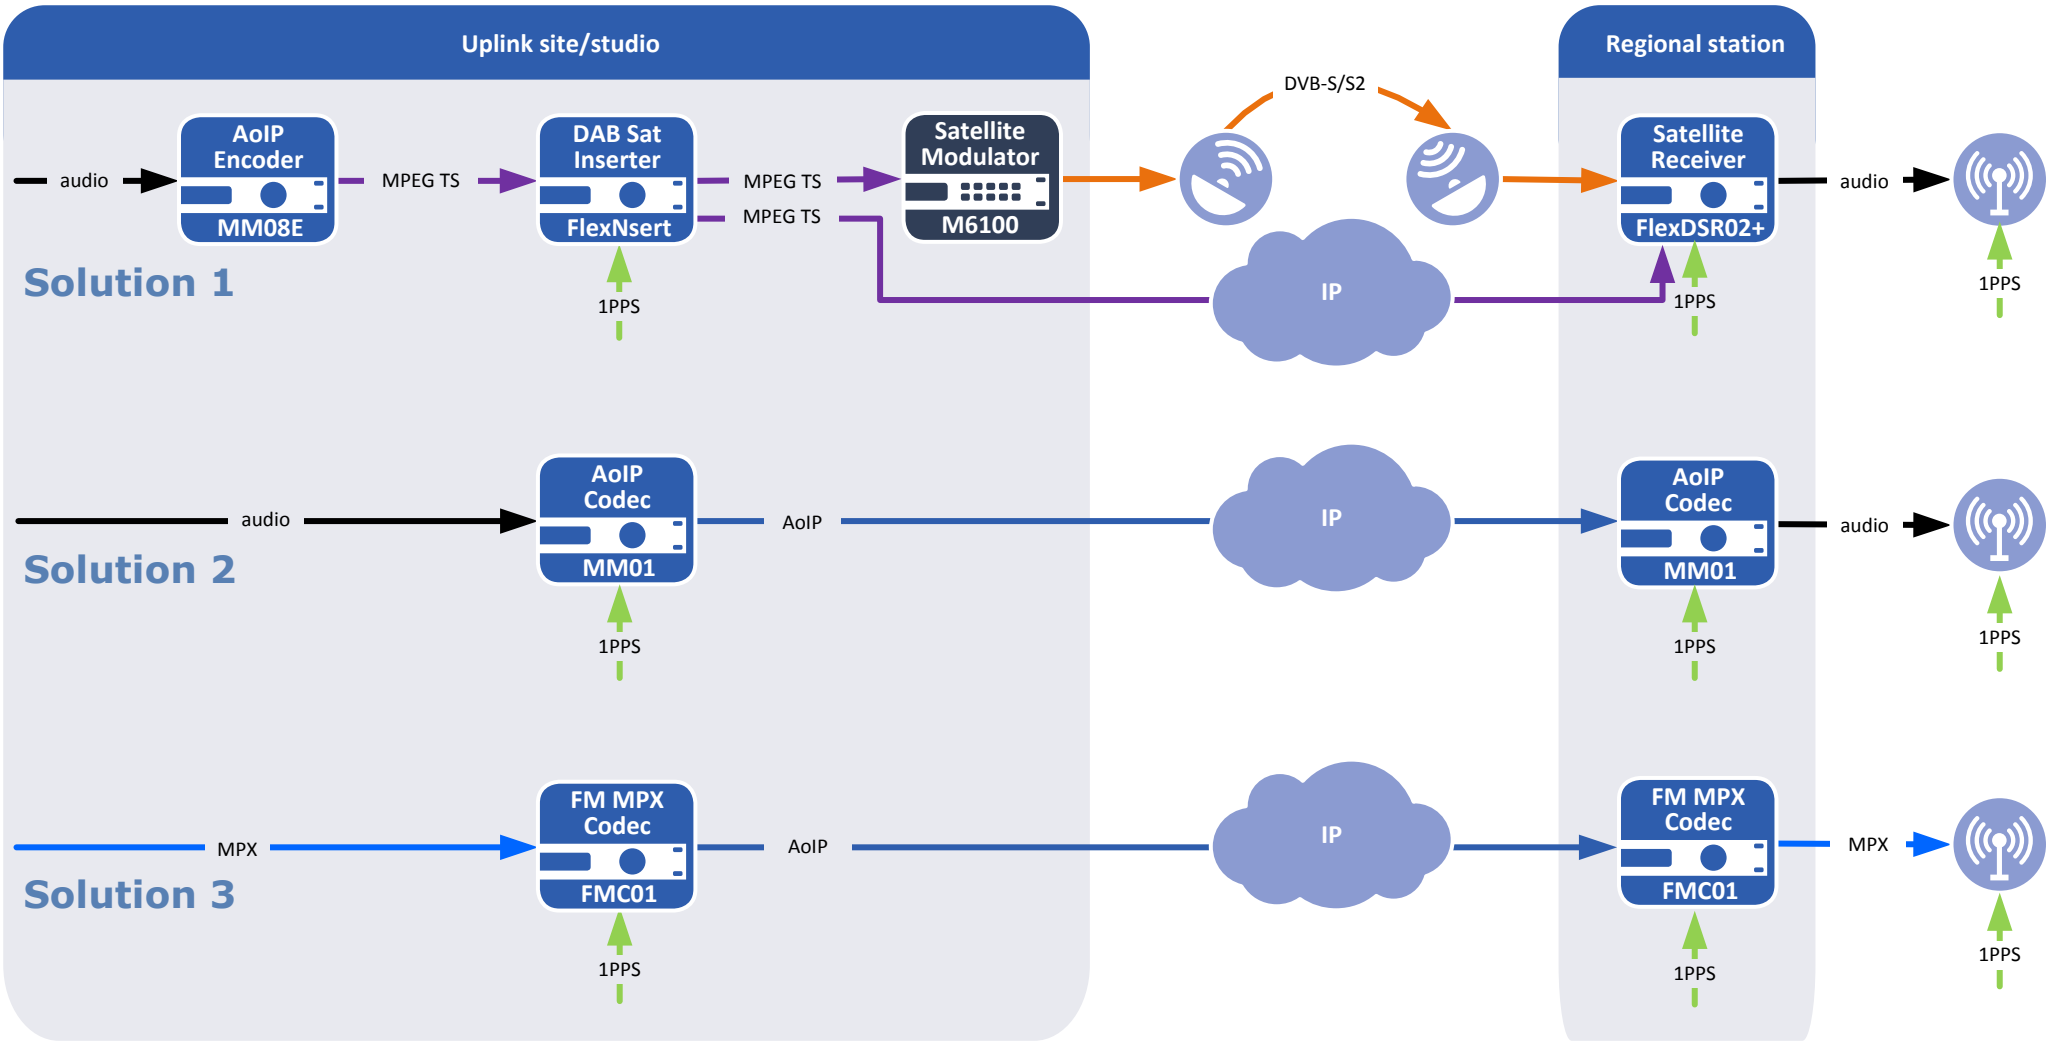 Uplink site/studio
Regional station
DVB-S/S2
AoIP
Encoder
MM08E
DAB Sat
Inserter
FlexNsert
Satellite
Modulator
M6100
Satellite
Receiver
FlexDSR02+
audio
MPEG TS
MPEG TS
MPEG TS
audio
Solution 1
1PPS
IP
1PPS
1PPS
AoIP
Codec
MM01
AoIP
Codec
MM01
audio
AoIP
IP
audio
Solution 2
1PPS
1PPS
1PPS
FM MPX
Codec
FMC01
FM MPX
Codec
FMC01
MPX
AoIP
IP
MPX
Solution 3
1PPS
1PPS
1PPS